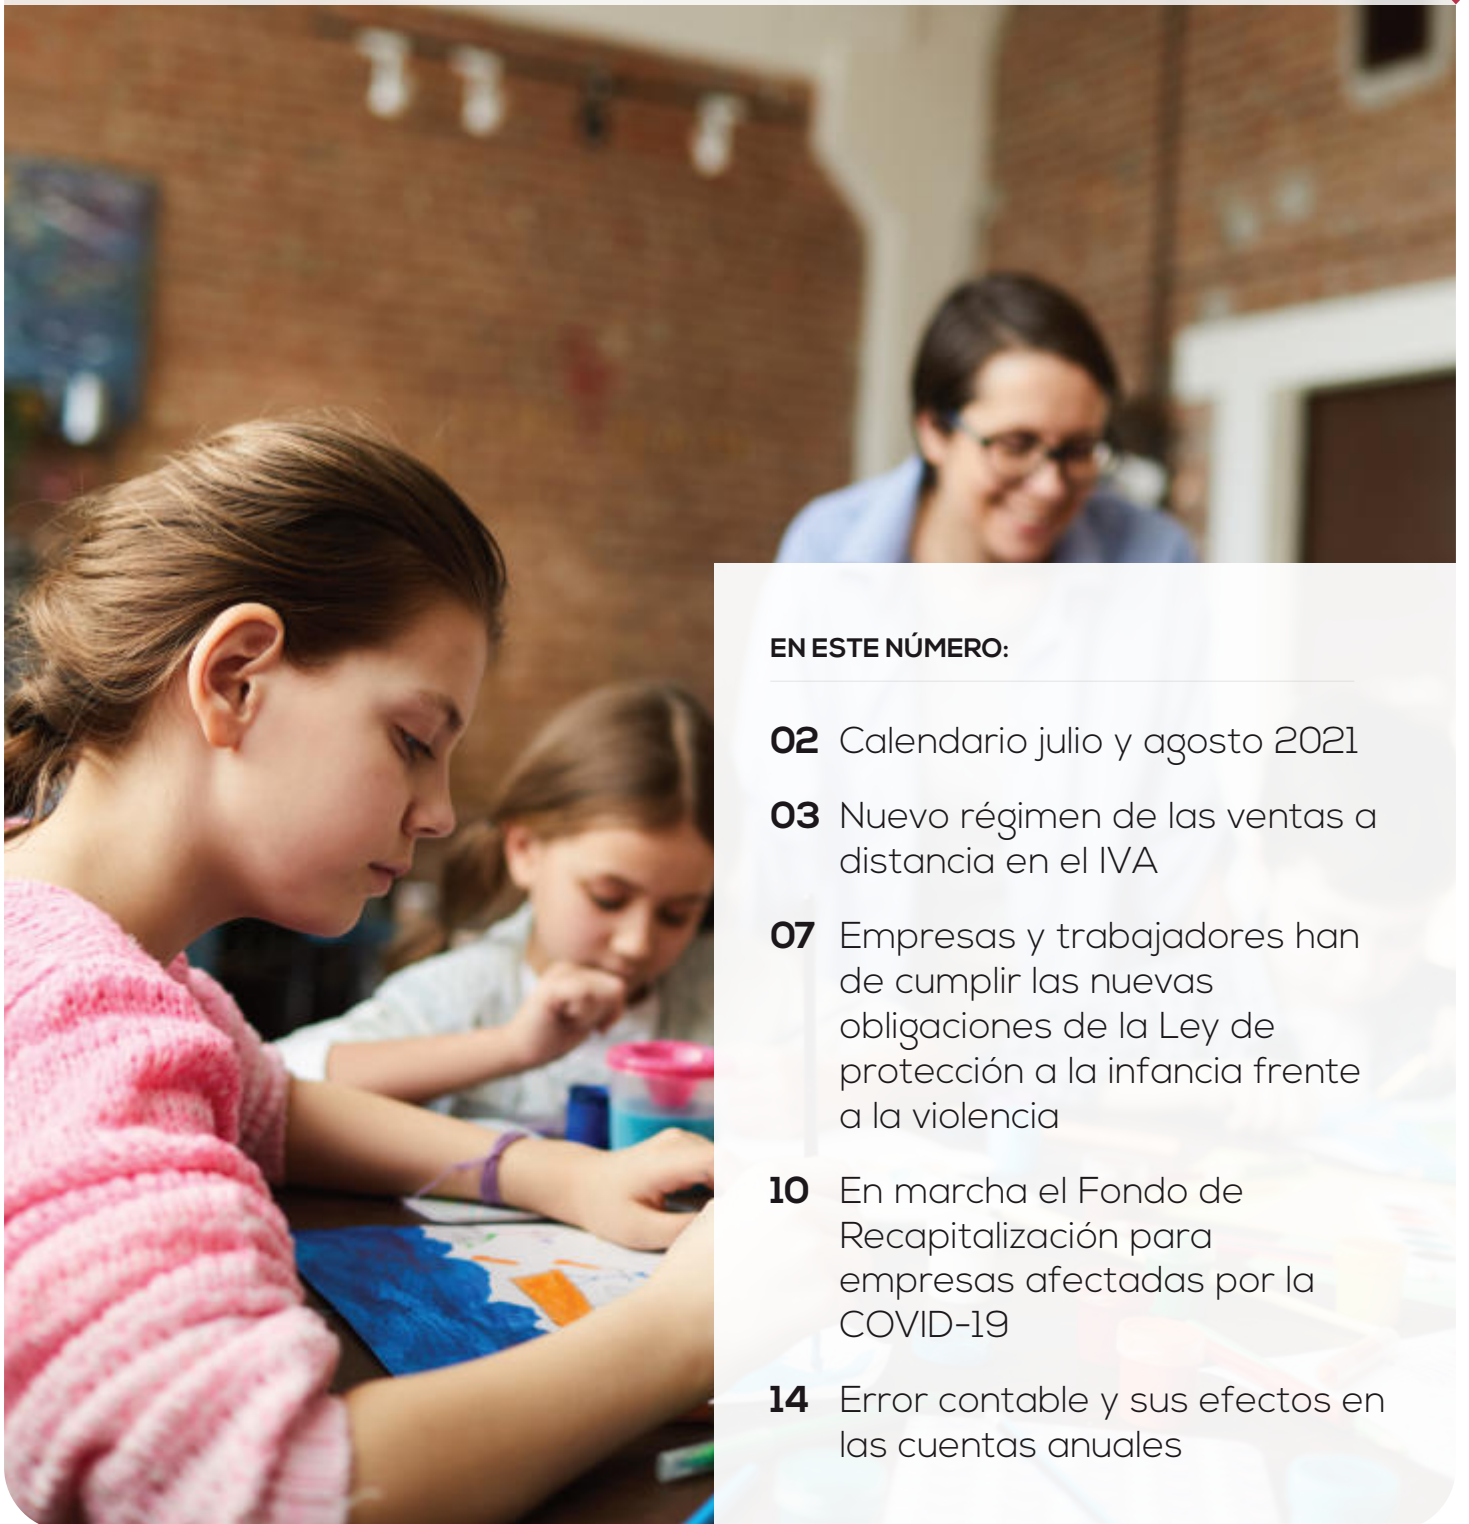 EN ESTE NÚMERO:
02 Calendario julio y agosto 2021
03 Nuevo régimen de las ventas a
distancia en el IVA
07 Empresas y trabajadores han
de cumplir las nuevas
obligaciones de la Ley de
protección a la infancia frente
a la violencia
10 En marcha el Fondo de
Recapitalización para
empresas afectadas por la
COVID-19
14 Error contable y sus efectos en
las cuentas anuales